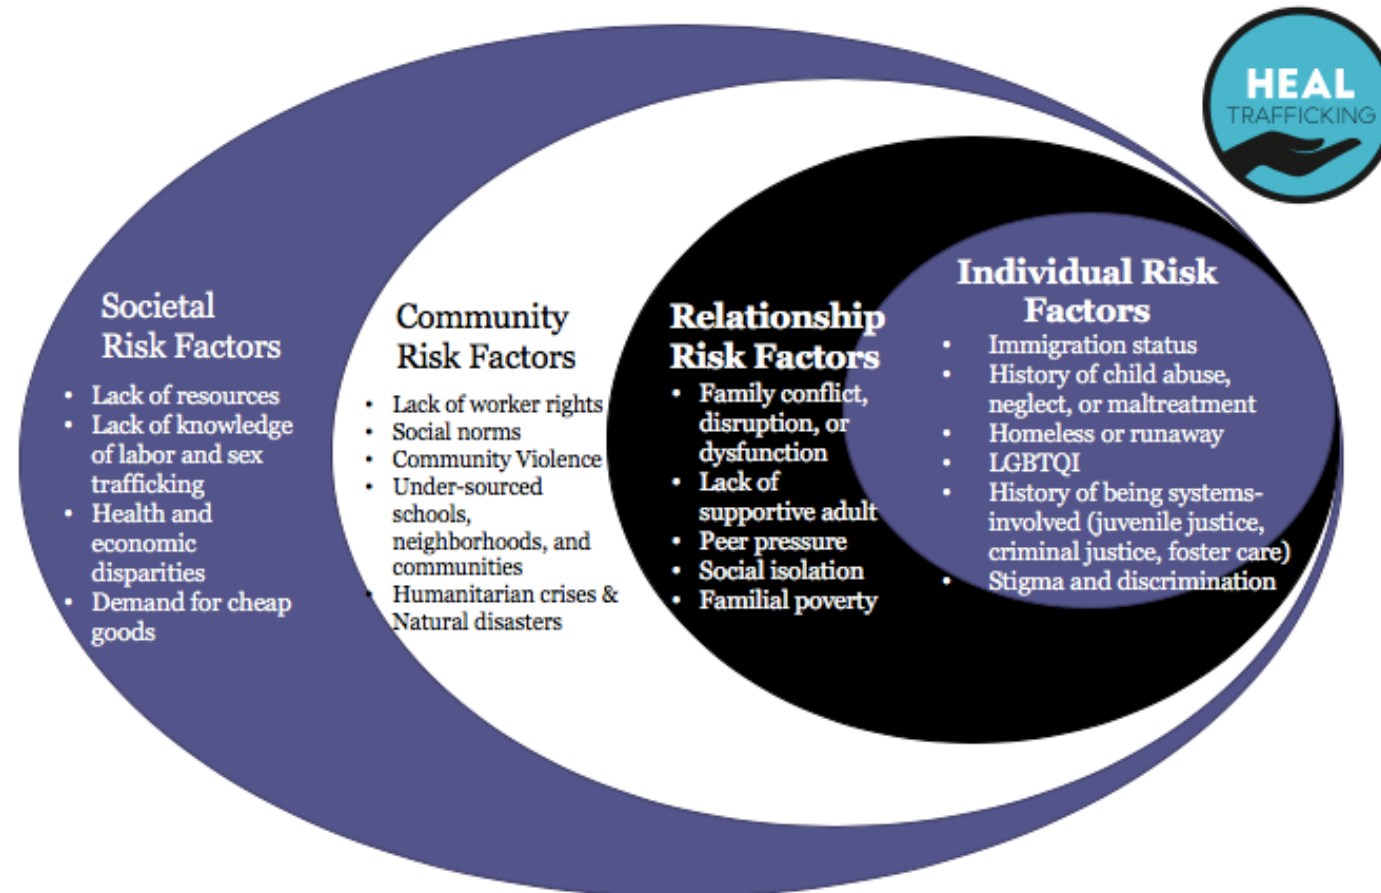 HEAL
TRAFFICKING
Societal
Risk Factors
• Lack of resources
• Lack of knowledge
of labor and sex
trafficking
• Health and
economic
disparities
• Demand for cheap
goods
Community
Risk Factors
• Lack of worker rights
• Social norms
• Community Violence
• Under-sourced
schools,
neighborhoods, and
communities
• Humanitarian crises &
Natural disasters
Relationship
Risk Factors
• Family conflict,
disruption, or
dysfunction
• Lack of
supportive adult
• Peer pressure
• Social isolation
• Familial poverty
Individual Risk
Factors
• Immigration status
• History of child abuse,
neglect, or maltreatment
• Homeless or runaway
• LGBTQI
• History of being systems-
involved (juvenile justice,
criminal justice, foster care)
• Stigma and discrimination